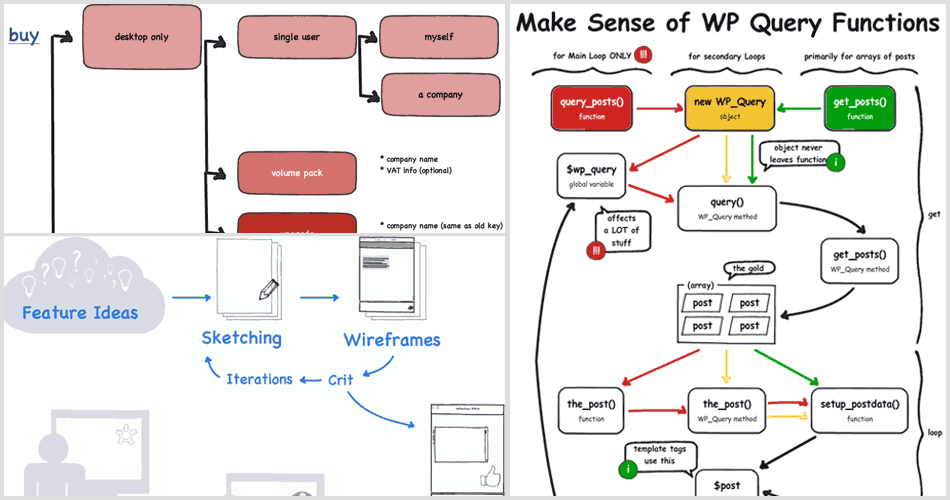 buy
desktop only
single user
myself
a company
volume pack
* company name
* VAT info (optional)
upgrade
* company name (same as old key)
Feature Ideas
Sketching
Wireframes
Iterations
Crit
Make Sense of WP Query Functions
for Main Loop ONLY !!!
for secondary Loops
primarily for arrays of posts
query_posts()
function
new WP_Query
object
get_posts()
function
object never
leaves function
i
$wp_query
global variable
query()
WP_Query method
get
affects
a LOT of
stuff
!!!
get_posts()
WP_Query method
the gold
(array)
post
post
post
post
the_post()
function
the_post()
WP_Query method
setup_postdata()
function
loop
template tags
use this
i
$post